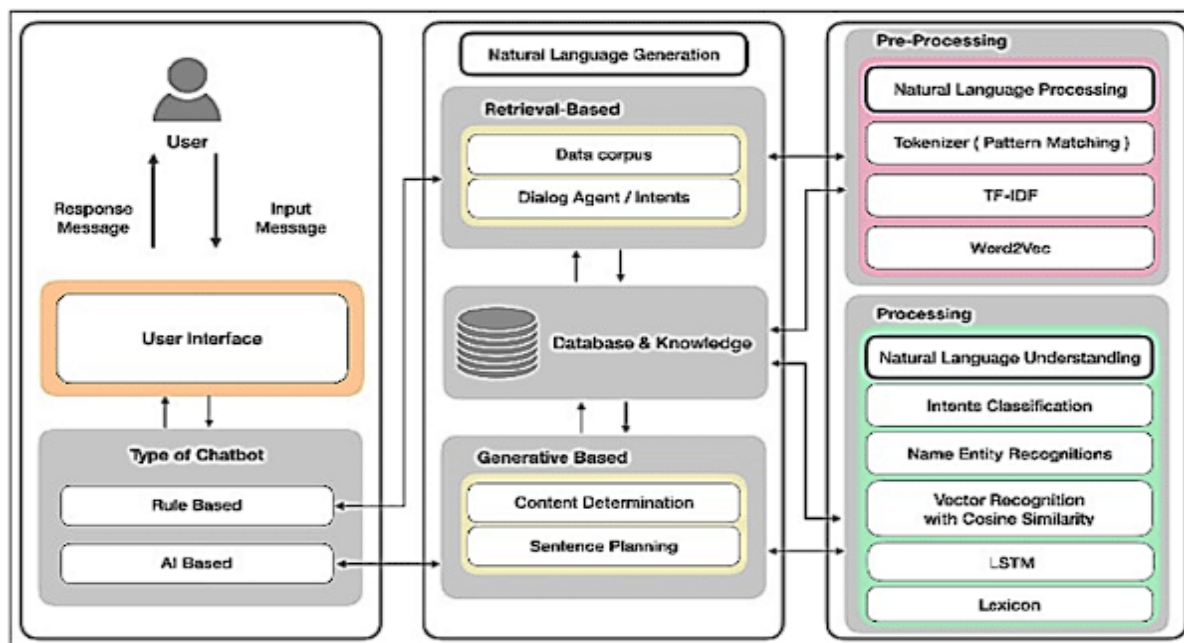 User
Response
Message
Input
Message
User Interface
Type of Chatbot
Rule Based
AI Based
Natural Language Generation
Retrieval-Based
Data corpus
Dialog Agent / Intents
Database & Knowledge
Generative Based
Content Determination
Sentence Planning
Pre-Processing
Natural Language Processing
Tokenizer ( Pattern Matching )
TF-IDF
Word2Vec
Processing
Natural Language Understanding
Intents Classification
Name Entity Recognitions
Vector Recognition
with Cosine Similarity
LSTM
Lexicon